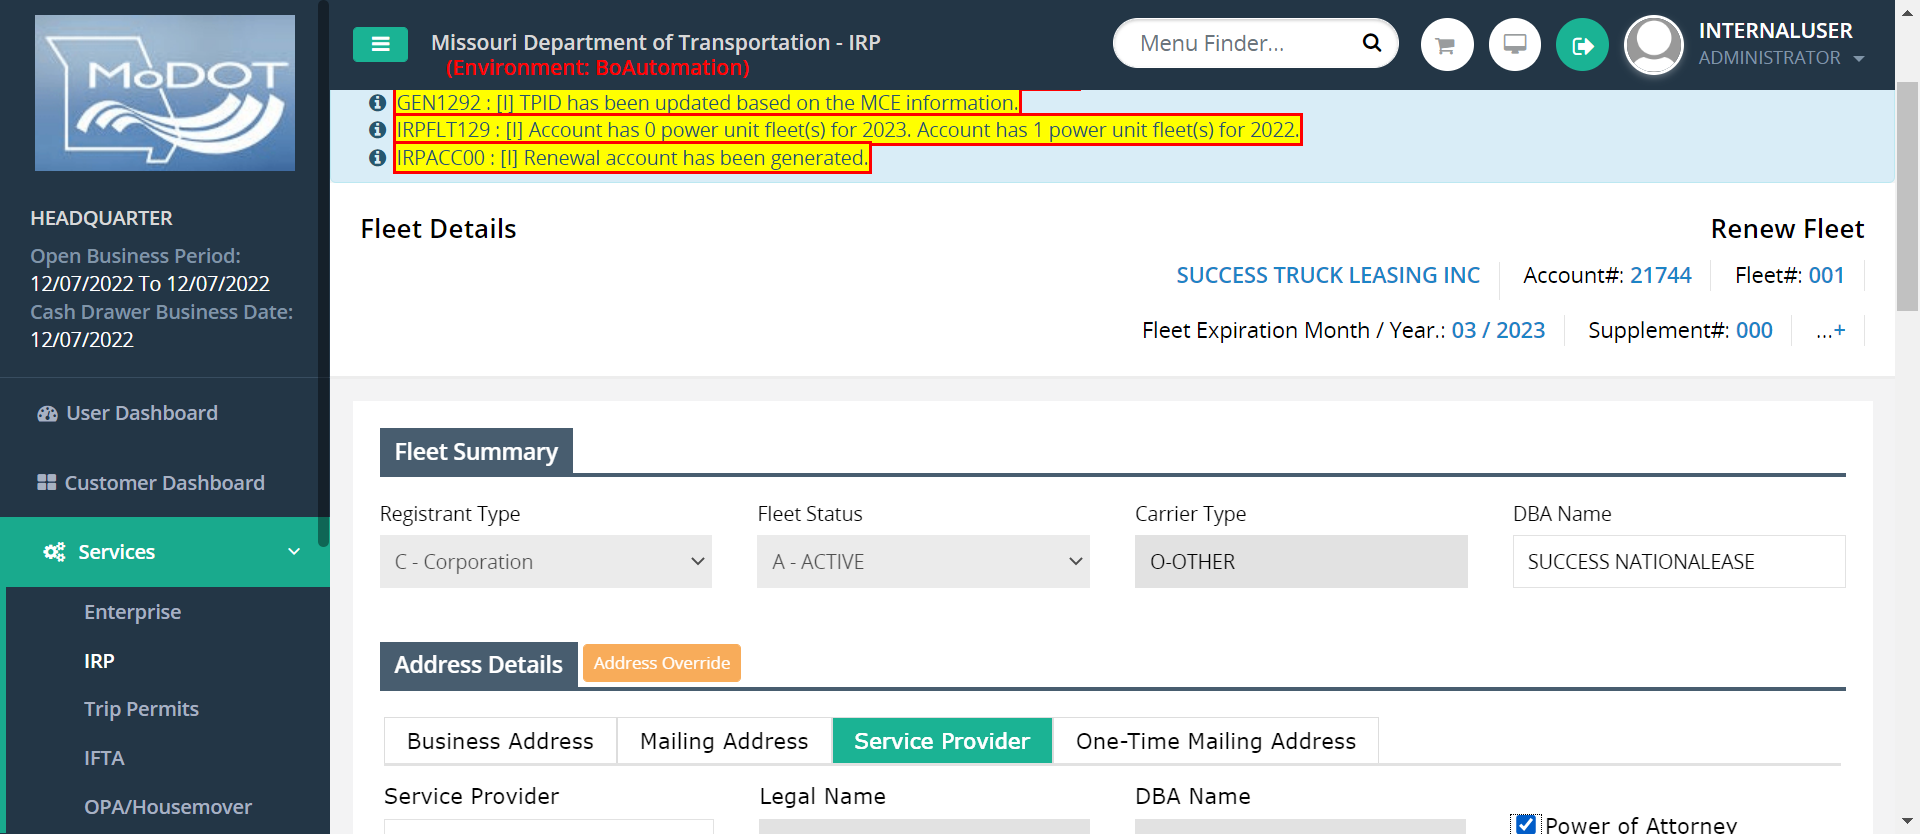 MoDOT
Missouri Department of Transportation - IRP
(Environment: BoAutomation)
Menu Finder...
INTERNALUSER
ADMINISTRATOR
GEN1292 : [I] TPID has been updated based on the MCE information.
IRPFLT129 : [I] Account has 0 power unit fleet(s) for 2023. Account has 1 power unit fleet(s) for 2022.
IRPACC00 : [I] Renewal account has been generated.
HEADQUARTER
Open Business Period:
12/07/2022 To 12/07/2022
Cash Drawer Business Date:
12/07/2022
User Dashboard
Customer Dashboard
Services
Enterprise
IRP
Trip Permits
IFTA
OPA/Housemover
Fleet Details
Renew Fleet
SUCCESS TRUCK LEASING INC
Account#: 21744
Fleet#: 001
Fleet Expiration Month / Year.: 03 / 2023
Supplement#: 000
...+
Fleet Summary
Registrant Type
Fleet Status
Carrier Type
DBA Name
C - Corporation
A - ACTIVE
O-OTHER
SUCCESS NATIONALEASE
Address Details
Address Override
Business Address
Mailing Address
Service Provider
One-Time Mailing Address
Service Provider
Legal Name
DBA Name
Power of Attorney